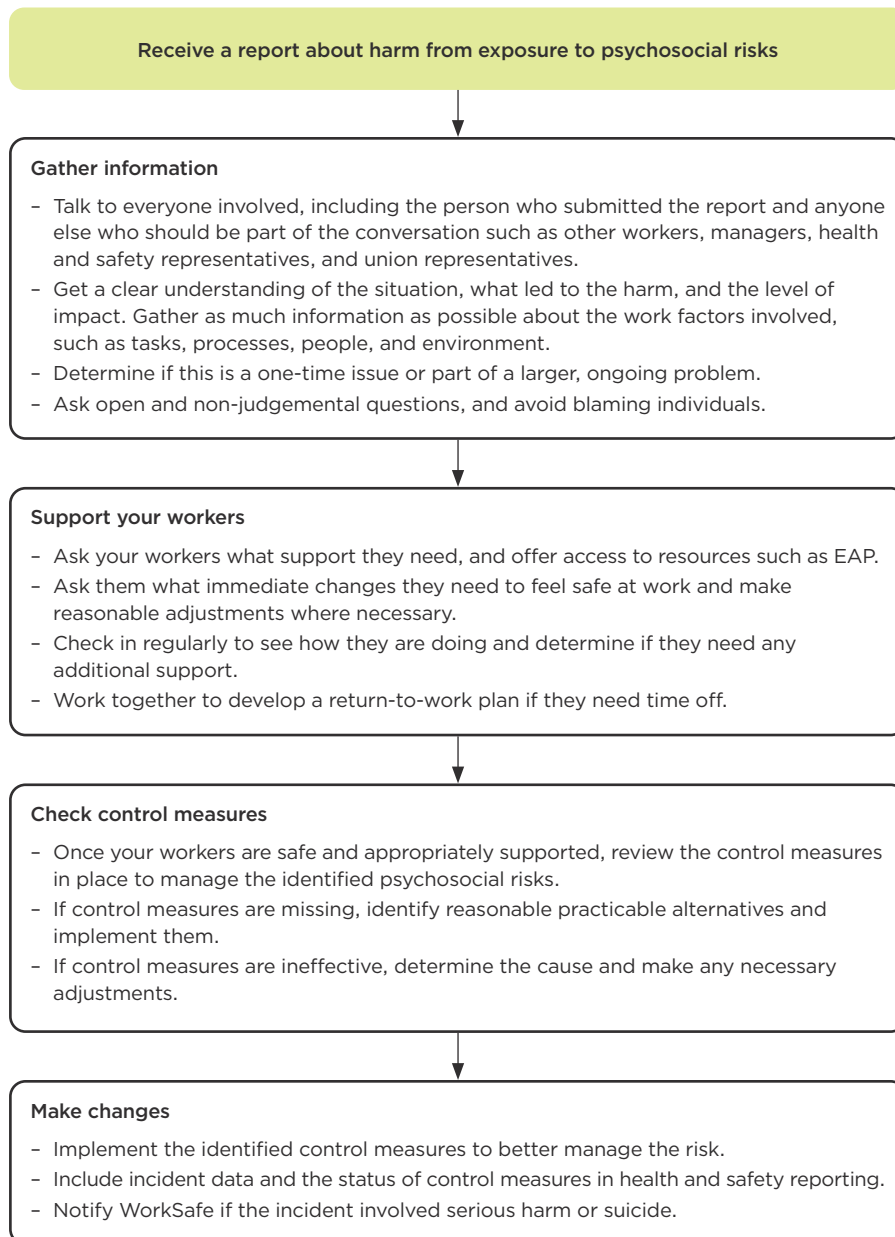 Receive a report about harm from exposure to psychosocial risks
Gather information
– Talk to everyone involved, including the person who submitted the report and anyone
else who should be part of the conversation such as other workers, managers, health
and safety representatives, and union representatives.
– Get a clear understanding of the situation, what led to the harm, and the level of
impact. Gather as much information as possible about the work factors involved,
such as tasks, processes, people, and environment.
– Determine if this is a one-time issue or part of a larger, ongoing problem.
– Ask open and non-judgemental questions, and avoid blaming individuals.
Support your workers
– Ask your workers what support they need, and offer access to resources such as EAP.
– Ask them what immediate changes they need to feel safe at work and make
reasonable adjustments where necessary.
– Check in regularly to see how they are doing and determine if they need any
additional support.
– Work together to develop a return-to-work plan if they need time off.
Check control measures
– Once your workers are safe and appropriately supported, review the control measures
in place to manage the identified psychosocial risks.
– If control measures are missing, identify reasonable practicable alternatives and
implement them.
– If control measures are ineffective, determine the cause and make any necessary
adjustments.
Make changes
– Implement the identified control measures to better manage the risk.
– Include incident data and the status of control measures in health and safety reporting.
– Notify WorkSafe if the incident involved serious harm or suicide.